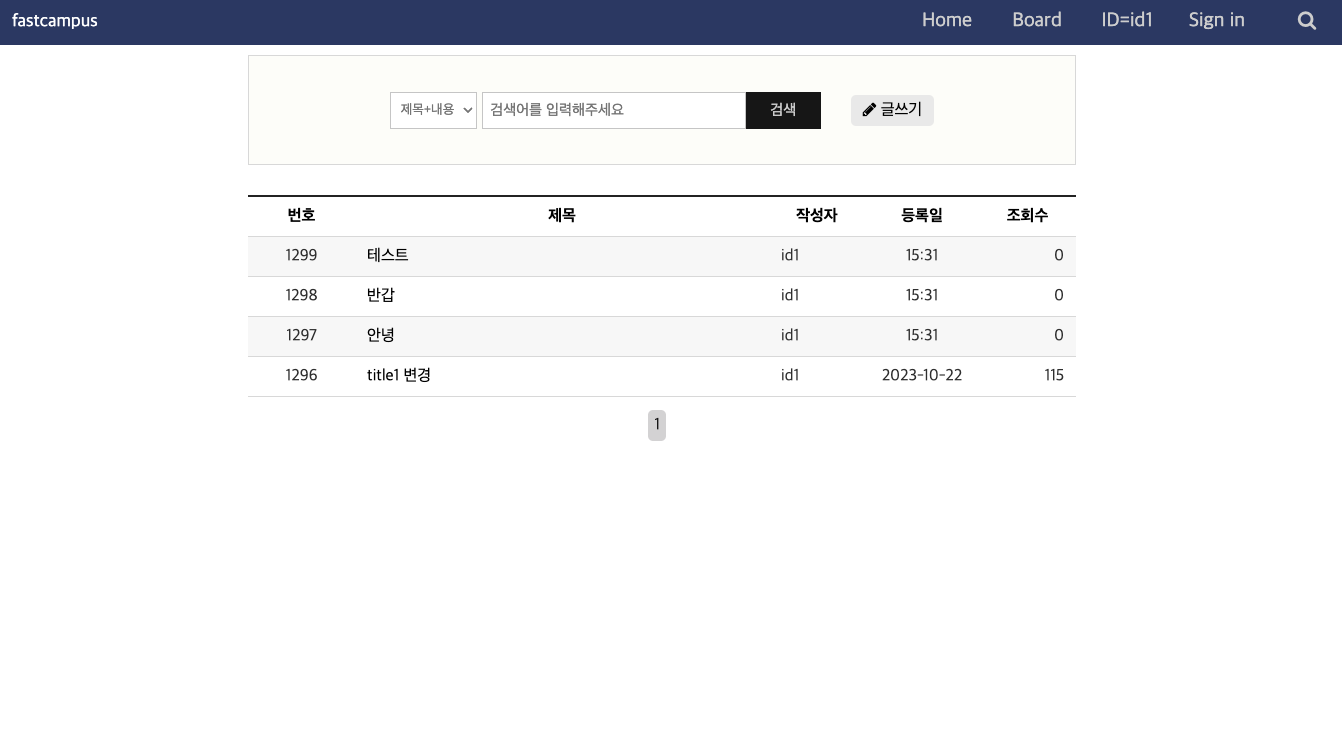 fastcampus Home Board ID=id1 Sign in
제목+내용 검색어를 입력해주세요 검색 글쓰기
번호 제목 작성자 등록일 조회수
1299 테스트 id1 15:31 0
1298 반갑 id1 15:31 0
1297 안녕 id1 15:31 0
1296 title1 변경 id1 2023-10-22 115
1